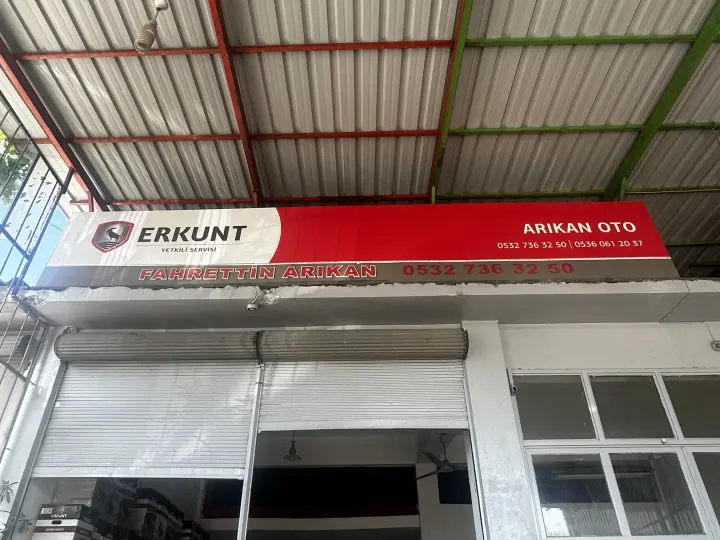 ERKUNT
YETKİLİ SERVİSİ
ARIKAN OTO
0532 736 32 50 | 0536 061 20 37
FAHRETTİN ARIKAN 0532 736 32 50
ERKUNT